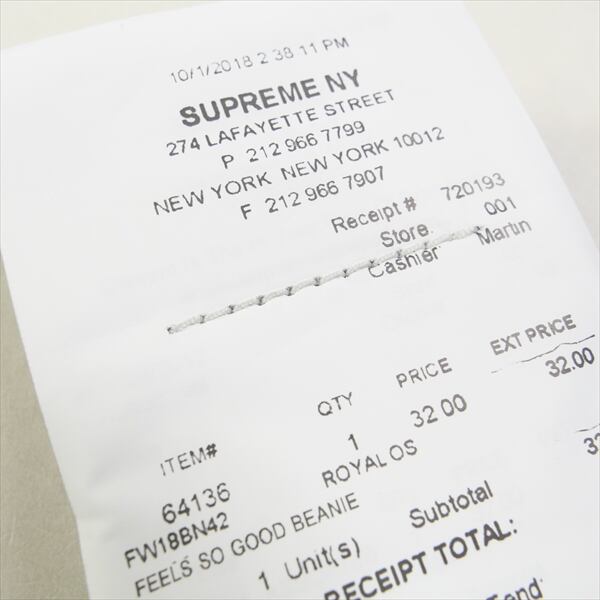 10/1/2018 2 38 11 PM
SUPREME NY
274 LAFAYETTE STREET
P 212 966 7799
NEW YORK NEW YORK 10012
F 212 966 7907
Receipt # 720193
Store. 001
Cashier Martin
ITEM# QTY PRICE EXT PRICE
64136 1 32 00 32.00
FW18BN42 ROYAL OS
FEELS SO GOOD BEANIE
1 Unit(s) Subtotal
RECEIPT TOTAL:
Tend